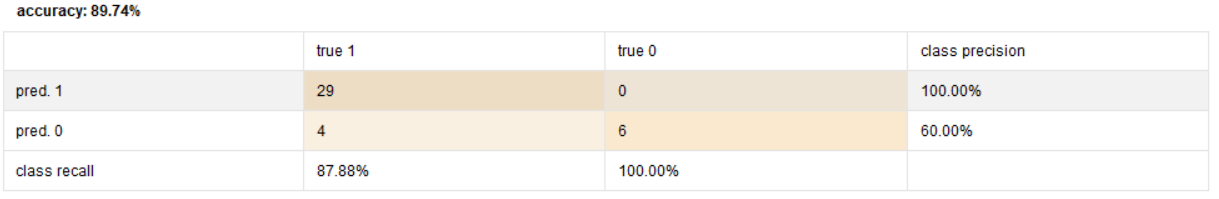 accuracy: 89.74%
true 1 true 0 class precision
pred. 1 29 0 100.00%
pred. 0 4 6 60.00%
class recall 87.88% 100.00%